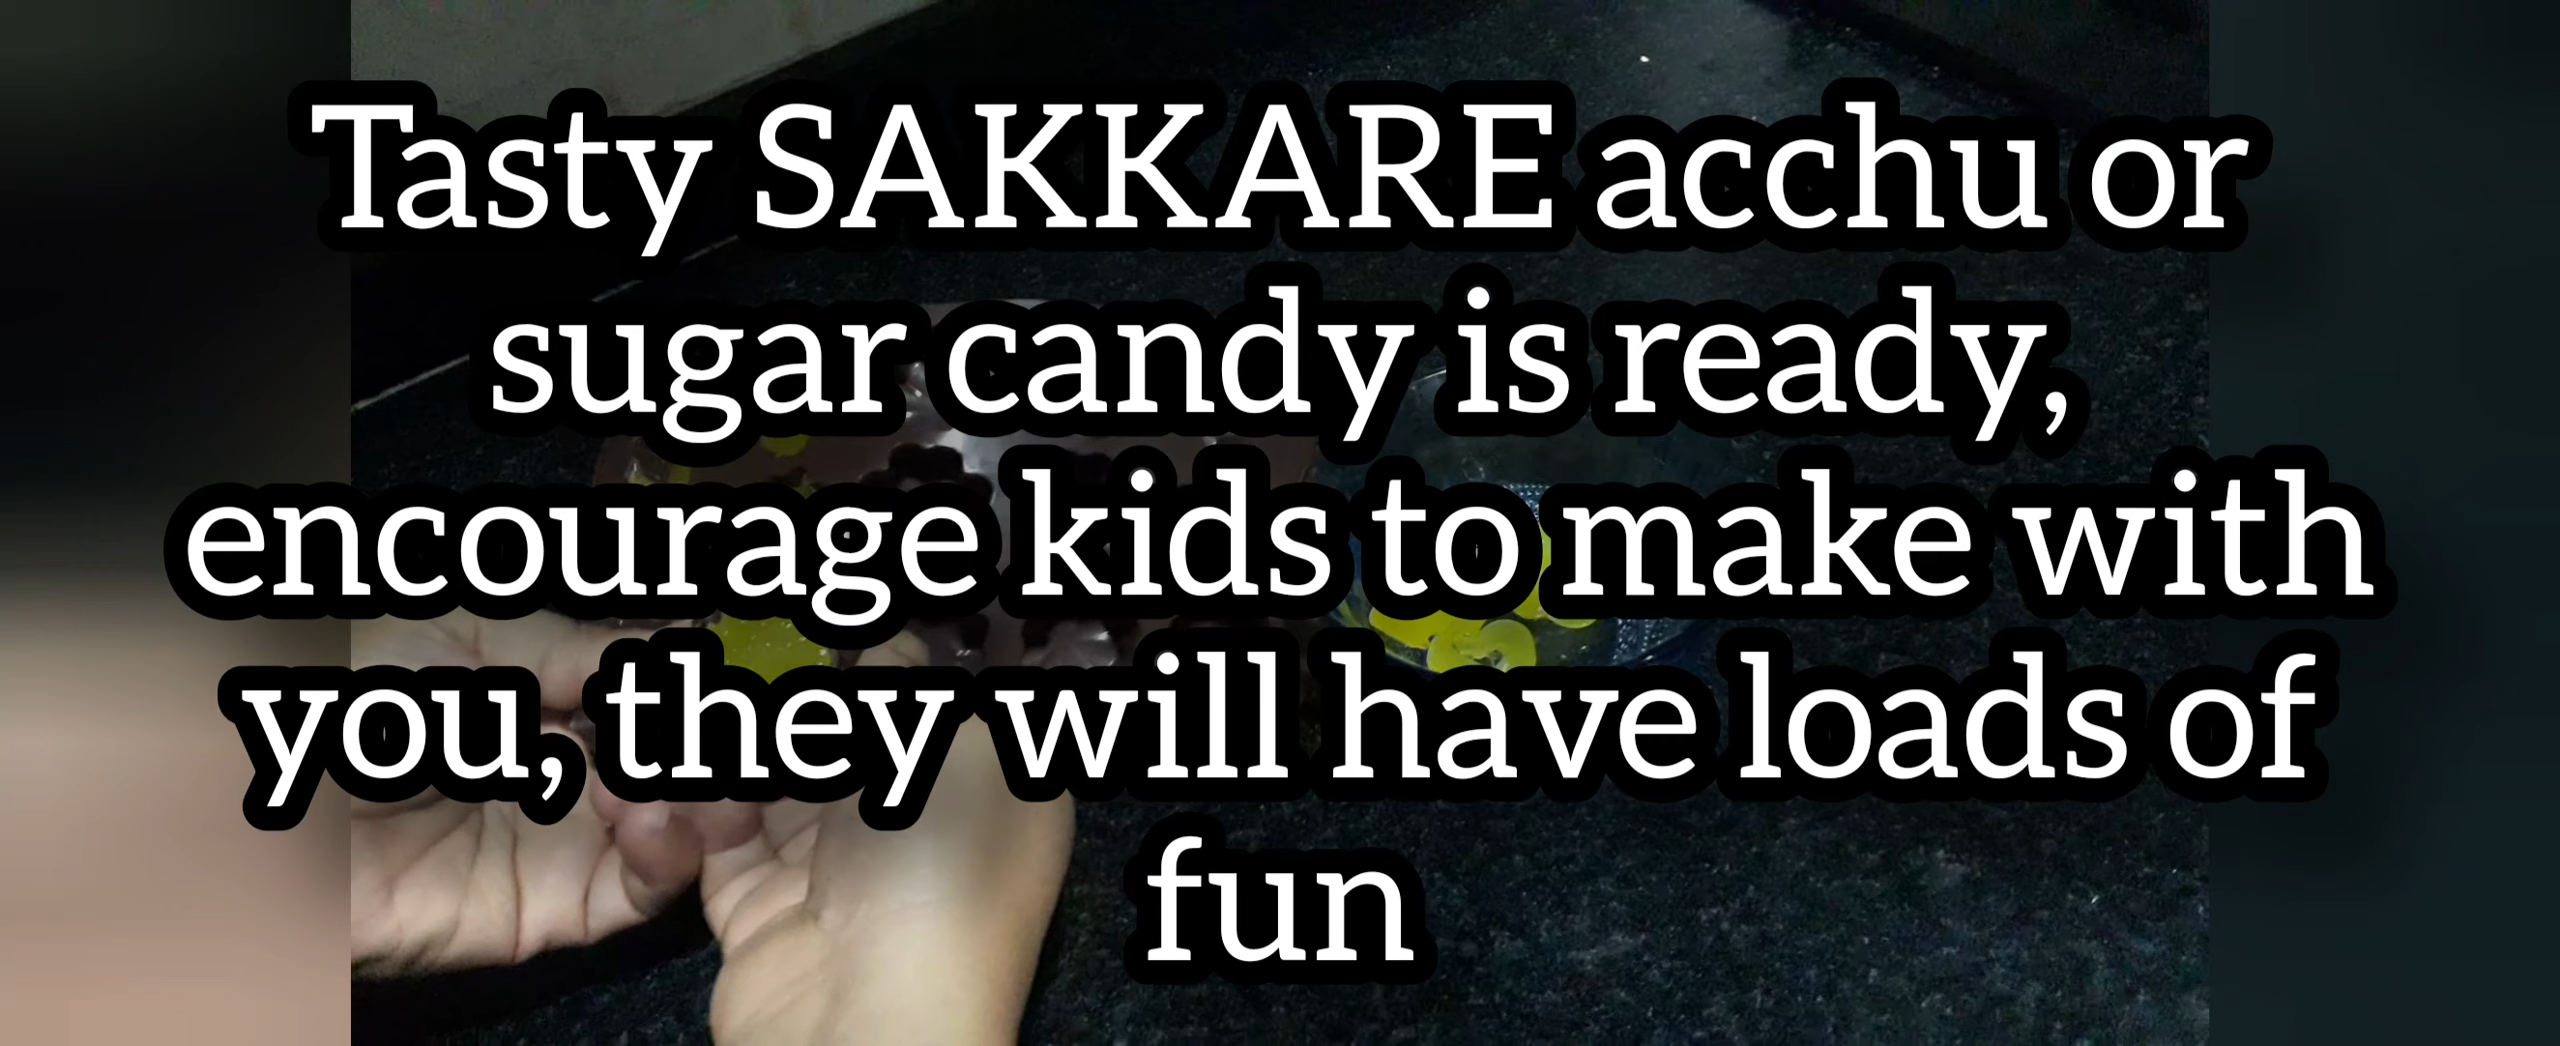 Tasty SAKKARE acchu or
sugar candy is ready,
encourage kids to make with
you, they will have loads of
fun